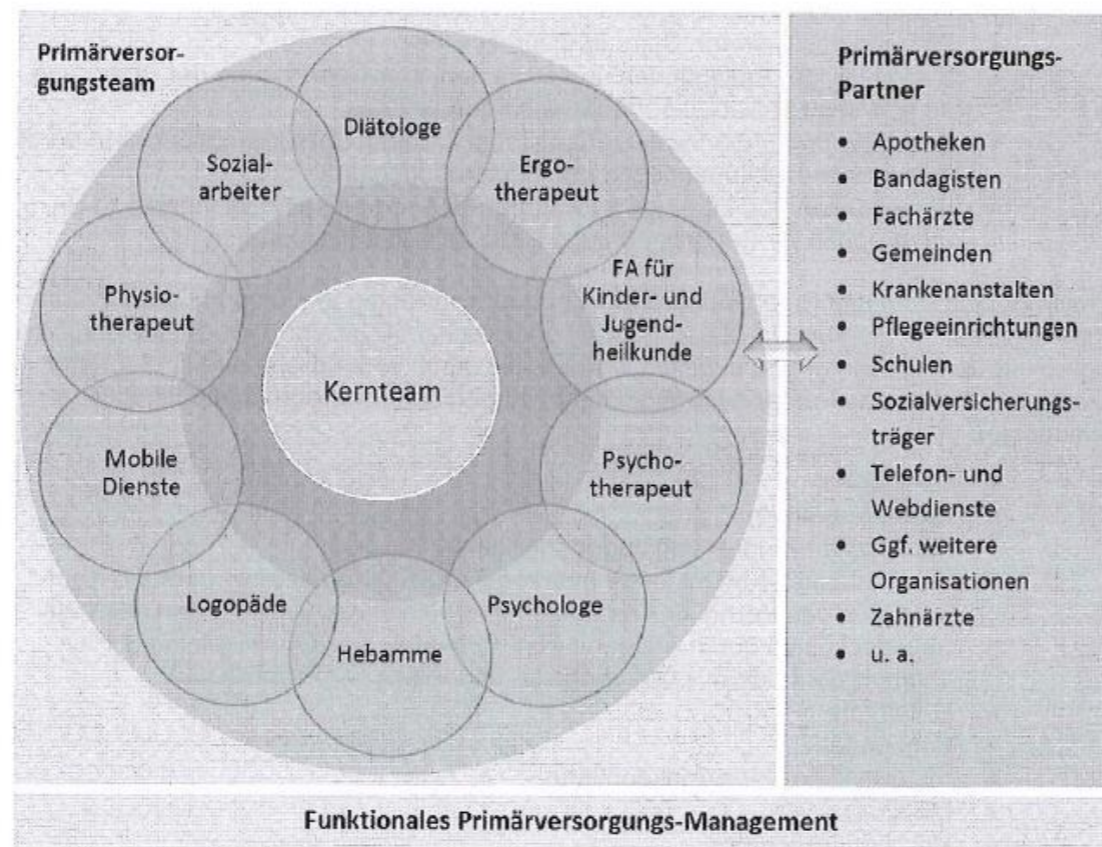 Primärversor-
gungsteam
Diätologe
Sozial-
arbeiter
Ergo-
therapeut
Physio-
therapeut
FA für
Kinder- und
Jugend-
heilkunde
Kernteam
Mobile
Dienste
Psycho-
therapeut
Logopäde
Psychologe
Hebamme
Primärversorgungs-
Partner
• Apotheken
• Bandagisten
• Fachärzte
• Gemeinden
• Krankenanstalten
• Pflegeeinrichtungen
• Schulen
• Sozialversicherungs-
träger
• Telefon- und
Webdienste
• Ggf. weitere
Organisationen
• Zahnärzte
• u. a.
Funktionales Primärversorgungs-Management